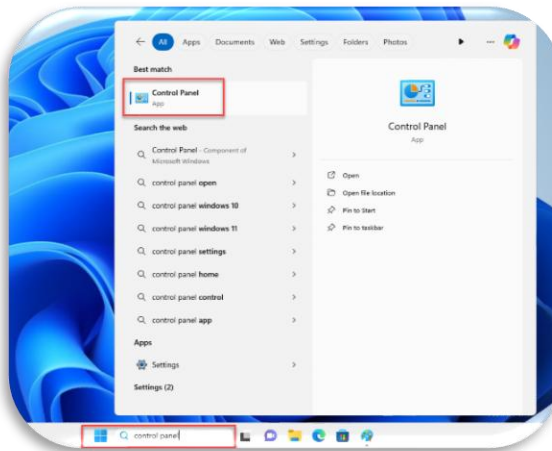 All Apps Documents Web Settings Folders Photos
Best match
Control Panel
App
Search the web
Control Panel - Component of
Microsoft Windows
control panel open
control panel windows 10
control panel windows 11
control panel settings
control panel home
control panel control
control panel app
Apps
Settings
Settings (2)
Control Panel
App
Open
Open file location
Pin to Start
Pin to taskbar
control panel